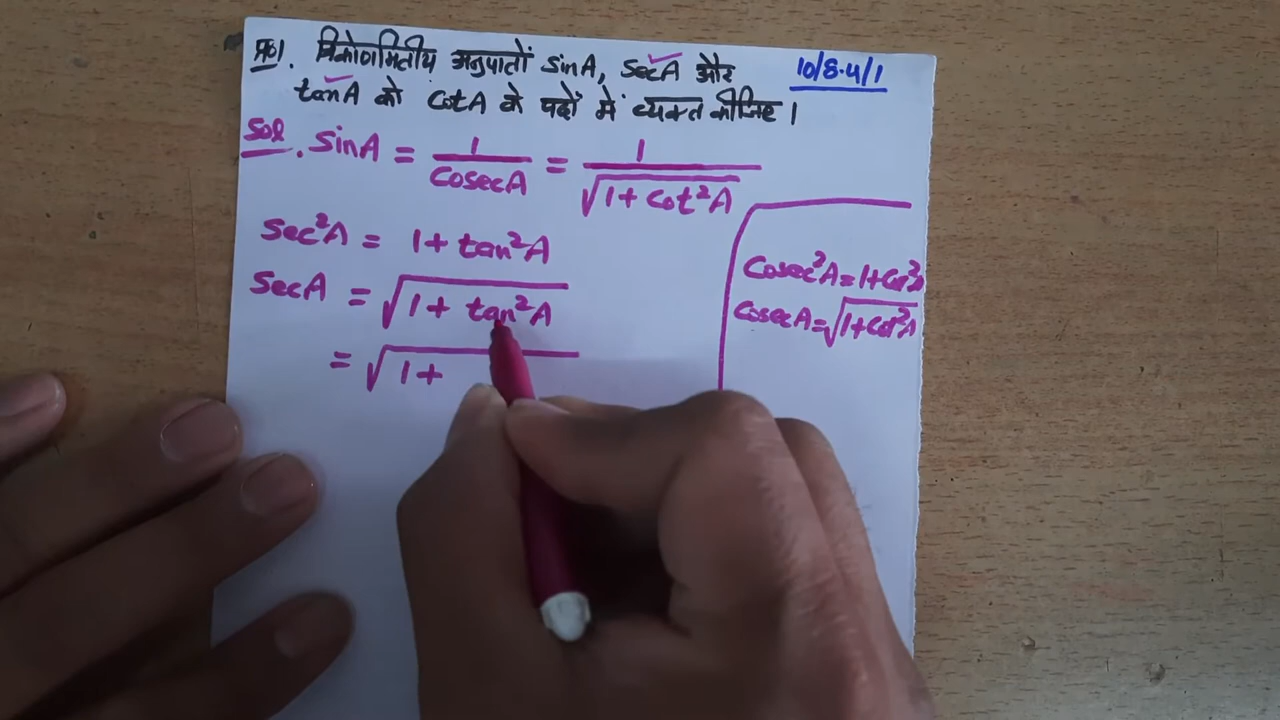 प्र01. त्रिकोणमितीय अनुपातों sinA, secA और 10/8.4/1
tanA को cotA के पदों में व्यक्त कीजिए।
Sol. sinA = 1/cosecA = 1/√(1+cot²A)
sec²A = 1+tan²A
secA = √(1+tan²A)
= √(1+
cosec²A=1+cot²A
cosecA=√(1+cot²A)